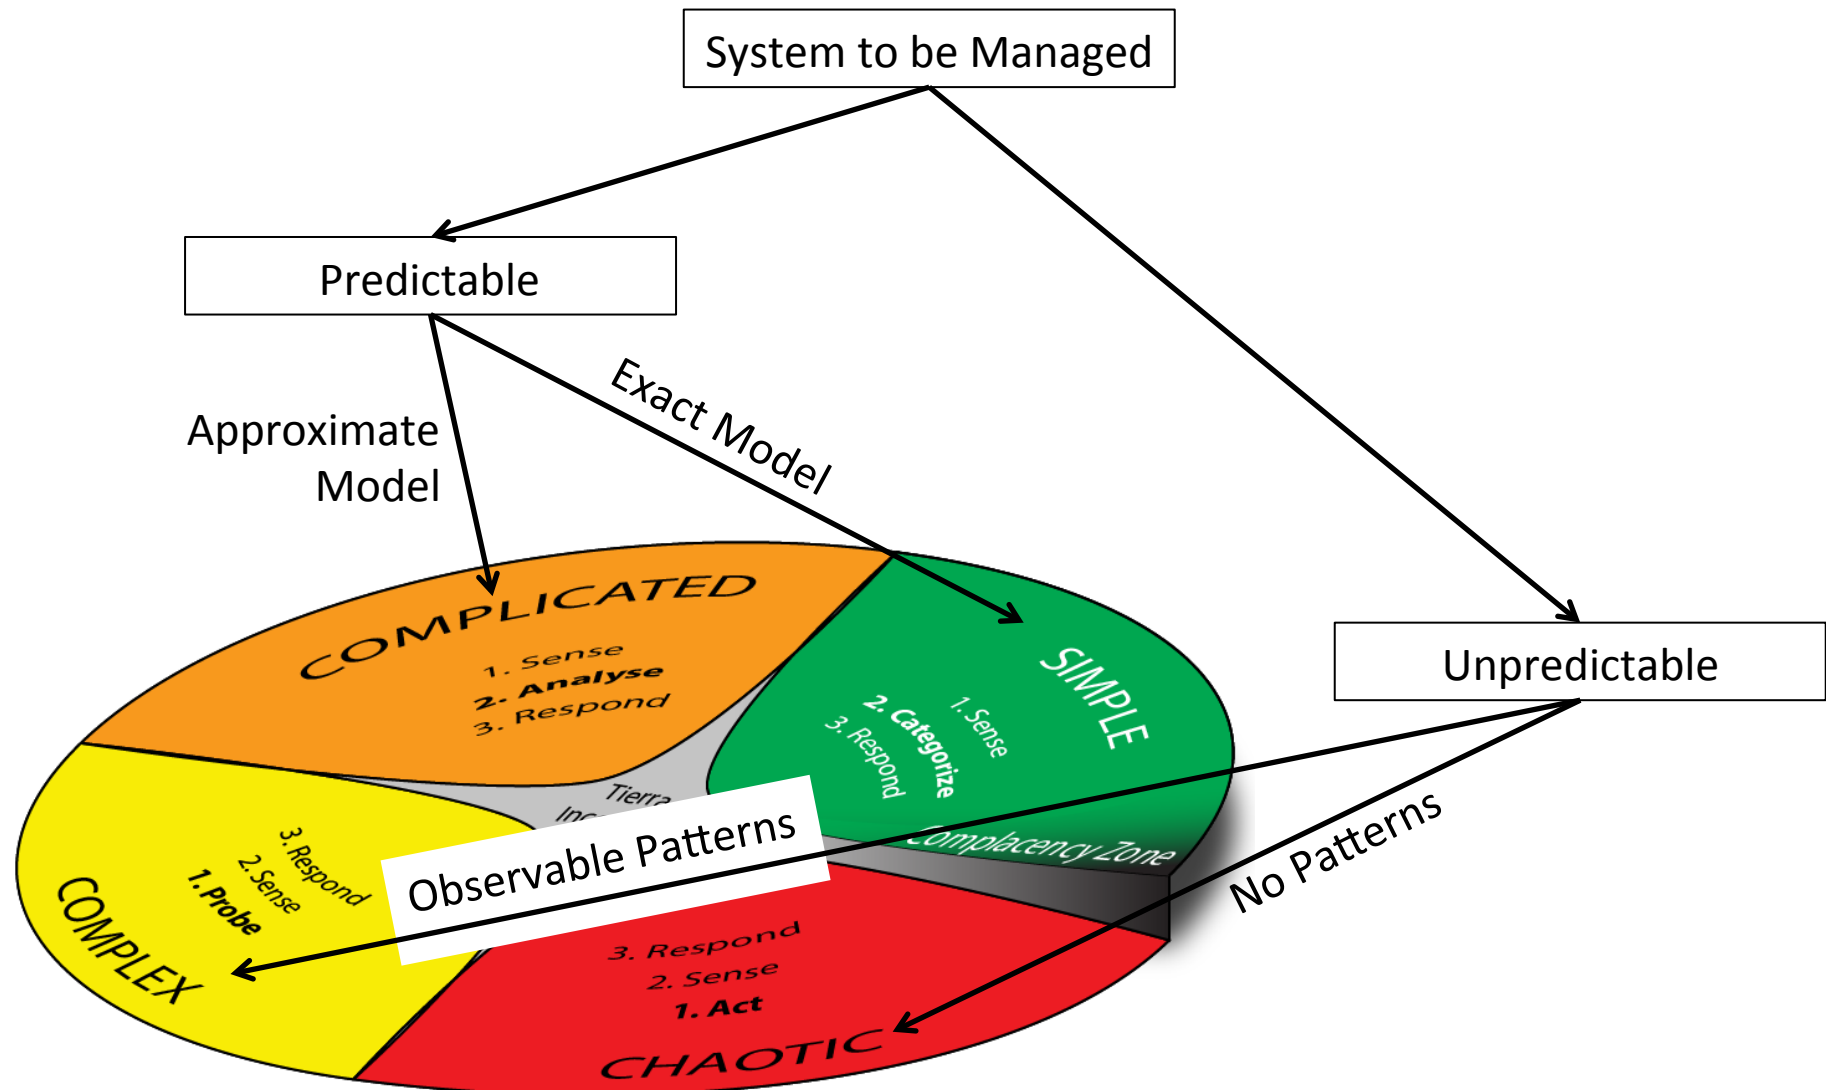 System to be Managed
Predictable
Exact Model
Approximate
Model
Unpredictable
COMPLICATED
1. Sense
2. Analyse
3. Respond
SIMPLE
1. Sense
2. Categorize
3. Respond
Complacency Zone
Tierra
Observable Patterns
No Patterns
3. Respond
2. Sense
1. Probe
COMPLEX
3. Respond
2. Sense
1. Act
CHAOTIC